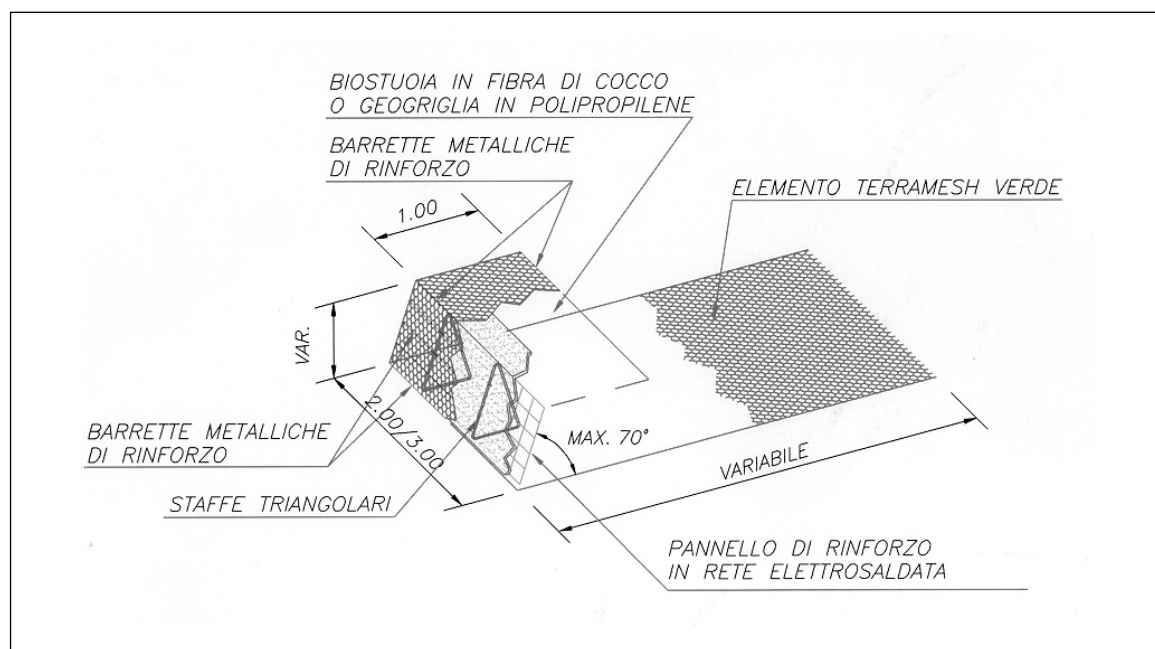 BIOSTUOIA IN FIBRA DI COCCO
O GEOGRIGLIA IN POLIPROPILENE
BARRETTE METALLICHE
DI RINFORZO
ELEMENTO TERRAMESH VERDE
1.00
VAR.
2.00/3.00
BARRETTE METALLICHE
DI RINFORZO
MAX. 70°
VARIABILE
STAFFE TRIANGOLARI
PANNELLO DI RINFORZO
IN RETE ELETTROSALDATA